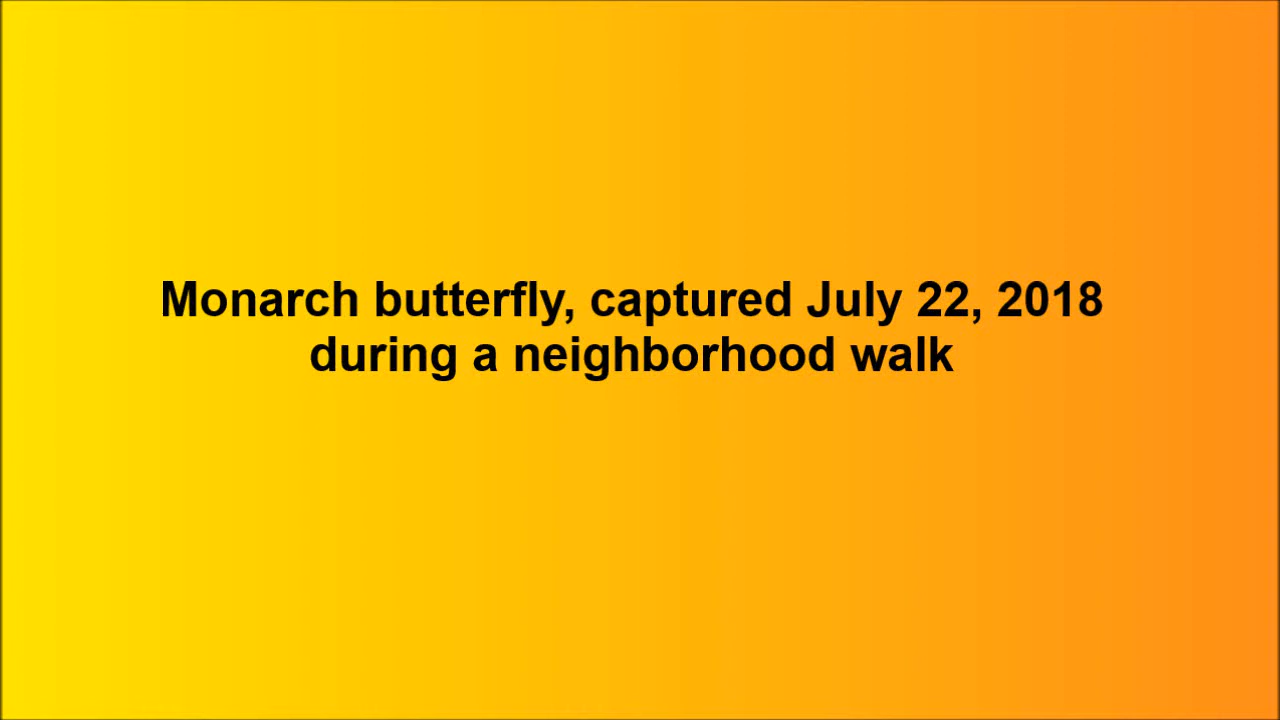 Monarch butterfly, captured July 22, 2018
during a neighborhood walk